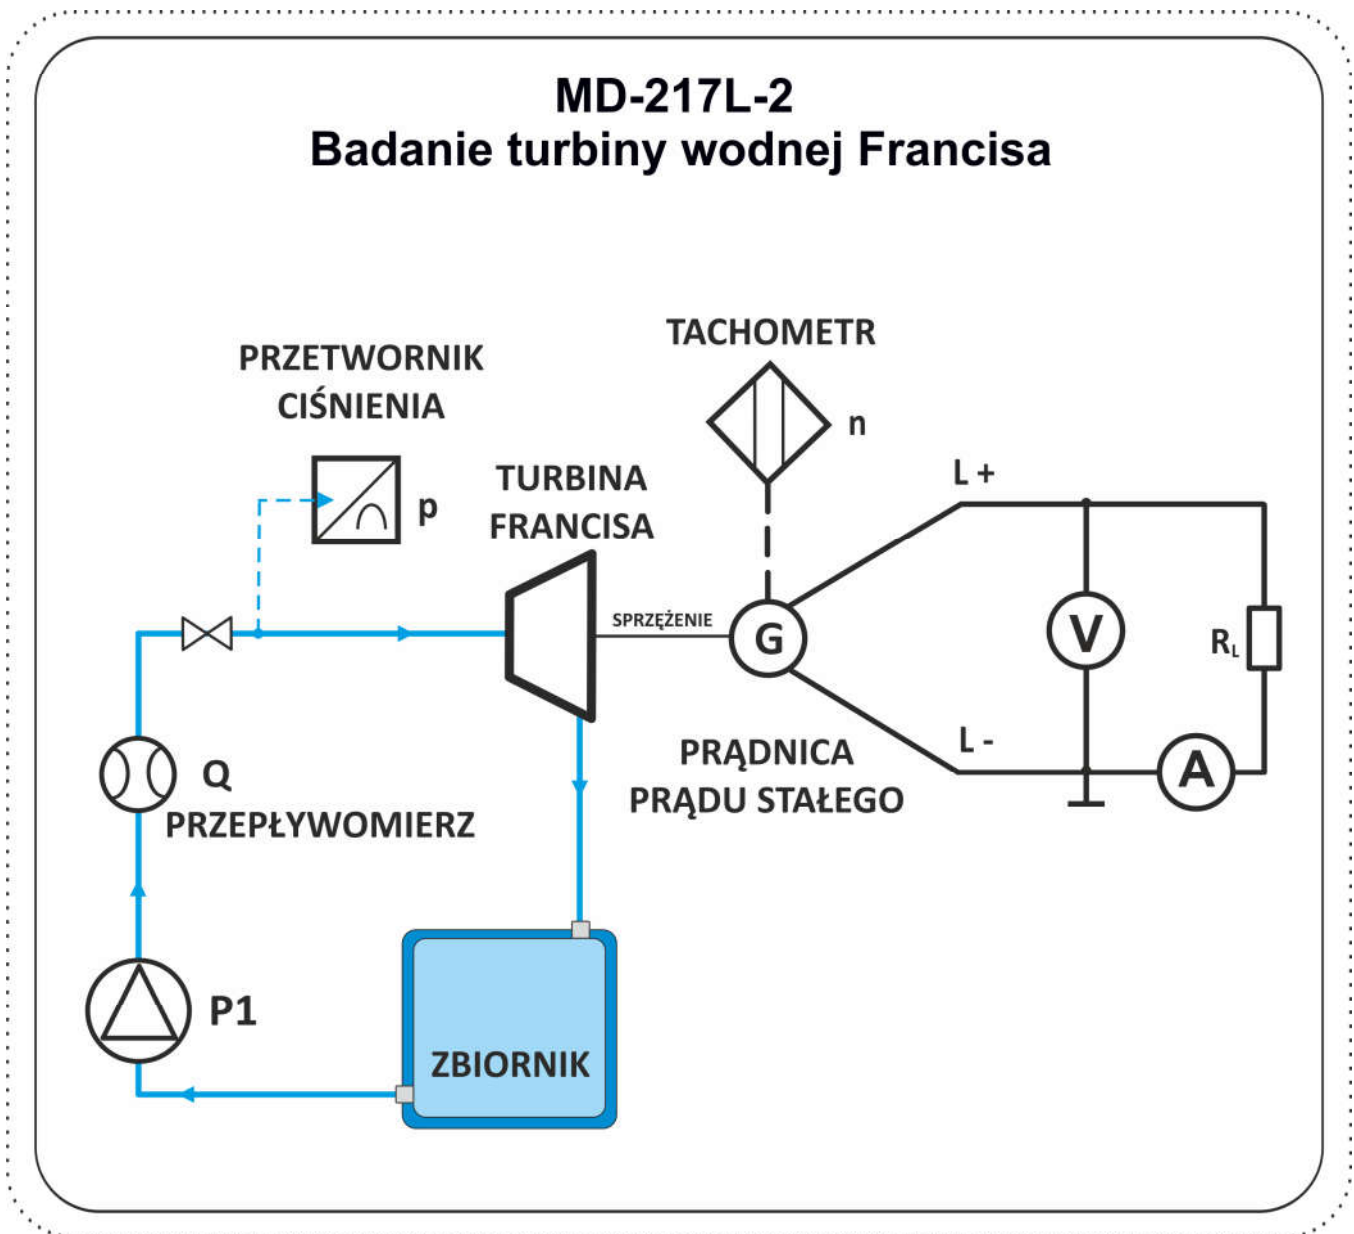 MD-217L-2
Badanie turbiny wodnej Francisa
TACHOMETR
n
PRZETWORNIK
CIŚNIENIA
p
TURBINA
FRANCISA
L +
SPRZĘŻENIE
G
V
R_L
L -
A
PRĄDNICA
PRĄDU STAŁEGO
Q
PRZEPŁYWOMIERZ
P1
ZBIORNIK